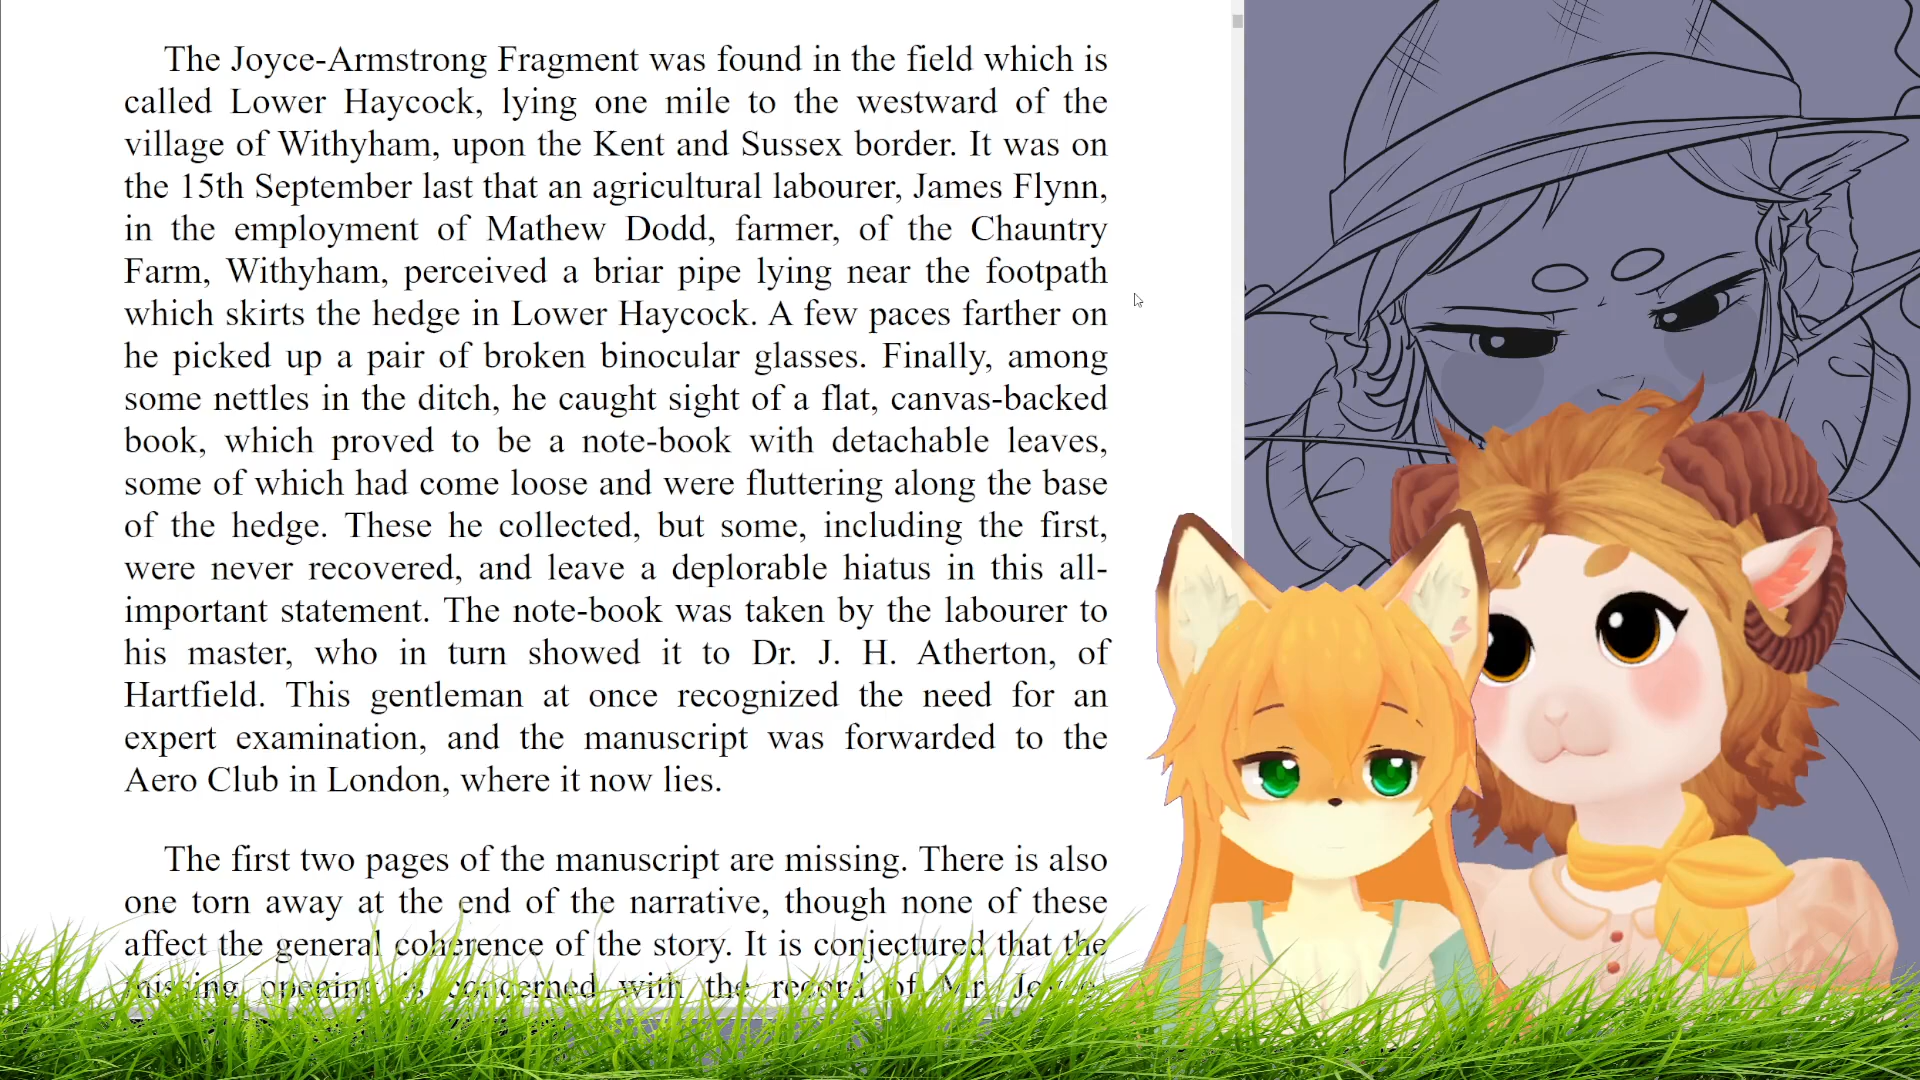 The Joyce-Armstrong Fragment was found in the field which is
called Lower Haycock, lying one mile to the westward of the
village of Withyham, upon the Kent and Sussex border. It was on
the 15th September last that an agricultural labourer, James Flynn,
in the employment of Mathew Dodd, farmer, of the Chauntry
Farm, Withyham, perceived a briar pipe lying near the footpath
which skirts the hedge in Lower Haycock. A few paces farther on
he picked up a pair of broken binocular glasses. Finally, among
some nettles in the ditch, he caught sight of a flat, canvas-backed
book, which proved to be a note-book with detachable leaves,
some of which had come loose and were fluttering along the base
of the hedge. These he collected, but some, including the first,
were never recovered, and leave a deplorable hiatus in this all-
important statement. The note-book was taken by the labourer to
his master, who in turn showed it to Dr. J. H. Atherton, of
Hartfield. This gentleman at once recognized the need for an
expert examination, and the manuscript was forwarded to the
Aero Club in London, where it now lies.
The first two pages of the manuscript are missing. There is also
one torn away at the end of the narrative, though none of these
affect the general coherence of the story. It is conjectured that the
missing opening is concerned with the record of Mr. Joyce-